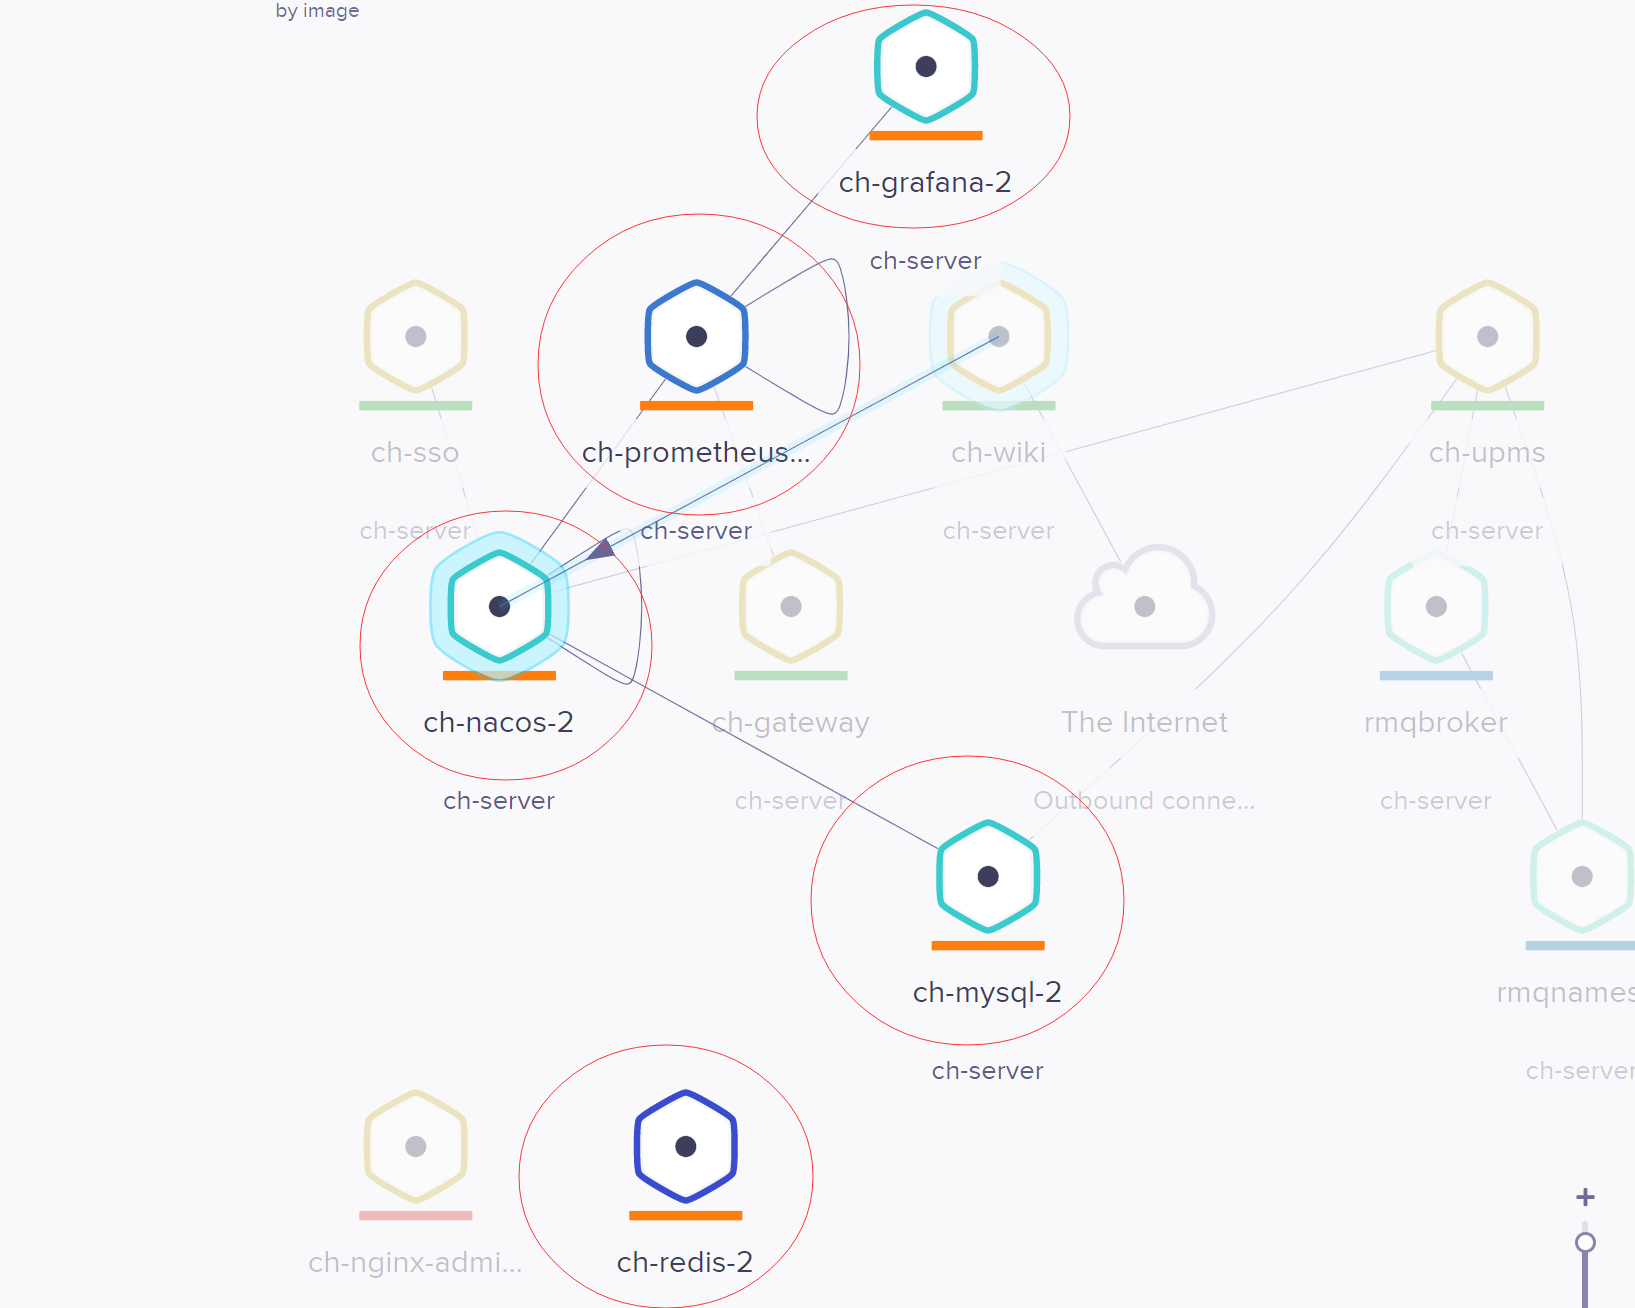 by image
ch-grafana-2
ch-server
ch-sso
ch-server
ch-prometheus...
ch-server
ch-wiki
ch-server
ch-upms
ch-server
ch-nacos-2
ch-server
ch-gateway
ch-server
The Internet
Outbound conne...
rmqbroker
ch-server
ch-mysql-2
ch-server
rmqnames
ch-server
ch-nginx-admi...
ch-redis-2